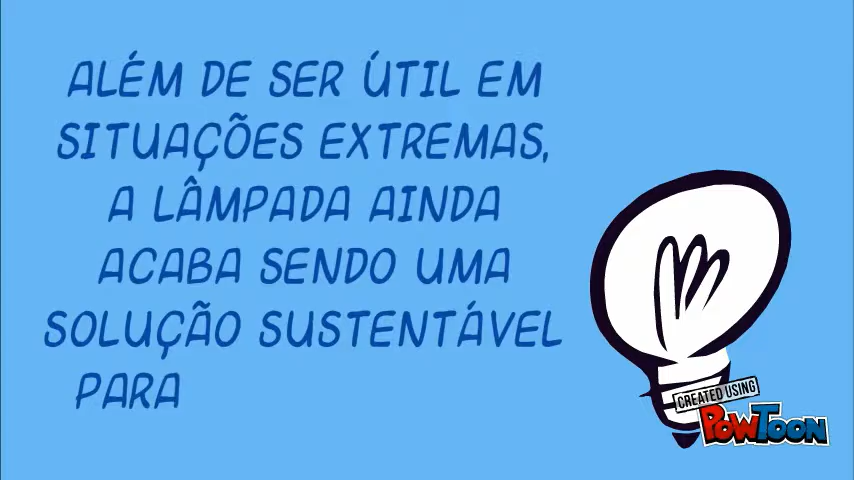 ALÉM DE SER ÚTIL EM
SITUAÇÕES EXTREMAS,
A LÂMPADA AINDA
ACABA SENDO UMA
SOLUÇÃO SUSTENTÁVEL
PARA
CREATED USING
POWTOON